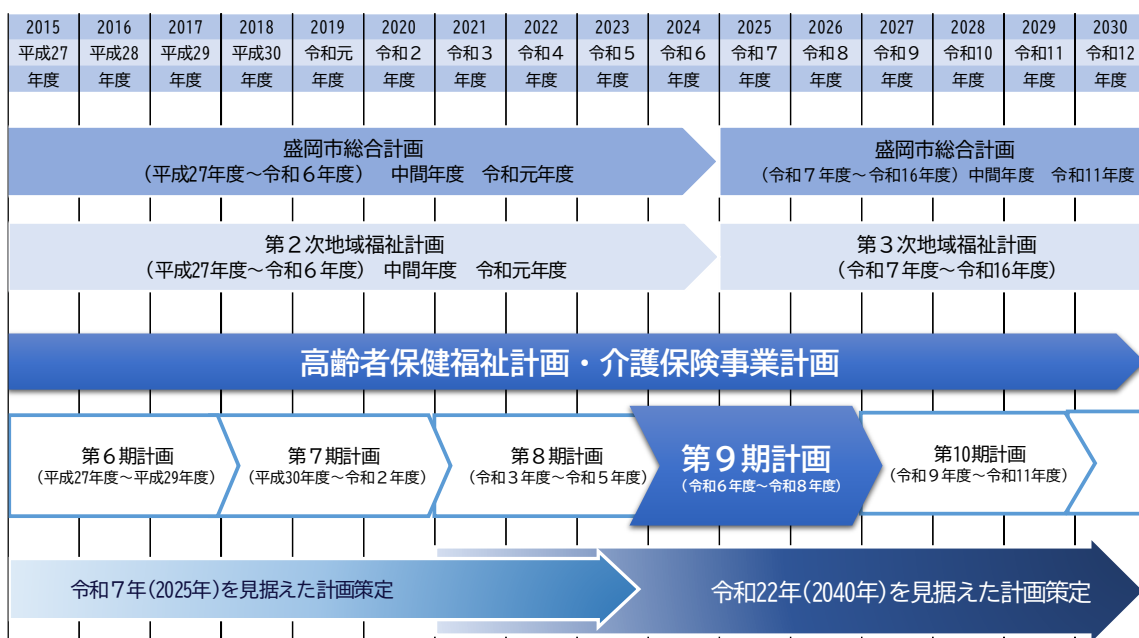 2015 2016 2017 2018 2019 2020 2021 2022 2023 2024 2025 2026 2027 2028 2029 2030
平成27 平成28 平成29 平成30 令和元 令和2 令和3 令和4 令和5 令和6 令和7 令和8 令和9 令和10 令和11 令和12
年度 年度 年度 年度 年度 年度 年度 年度 年度 年度 年度 年度 年度 年度 年度 年度
盛岡市総合計画
(平成27年度~令和6年度) 中間年度 令和元年度
盛岡市総合計画
(令和7年度~令和16年度) 中間年度 令和11年度
第2次地域福祉計画
(平成27年度~令和6年度) 中間年度 令和元年度
第3次地域福祉計画
(令和7年度~令和16年度)
高齢者保健福祉計画・介護保険事業計画
第6期計画
(平成27年度~平成29年度)
第7期計画
(平成30年度~令和2年度)
第8期計画
(令和3年度~令和5年度)
第9期計画
(令和6年度~令和8年度)
第10期計画
(令和9年度~令和11年度)
令和7年(2025年)を見据えた計画策定
令和22年(2040年)を見据えた計画策定